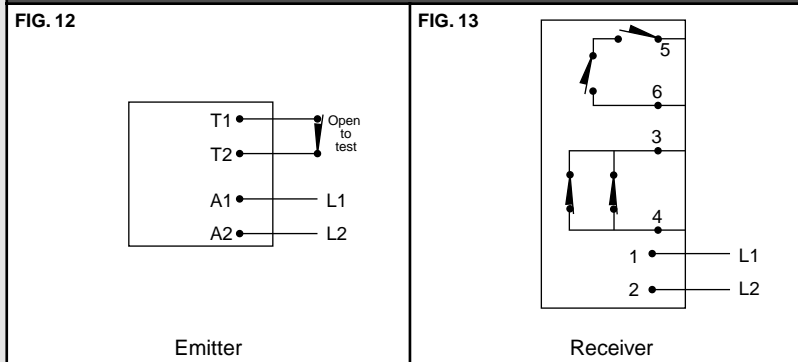 FIG. 12
T1
Open
to
test
T2
A1
L1
A2
L2
Emitter
FIG. 13
5
6
3
4
1
L1
2
L2
Receiver